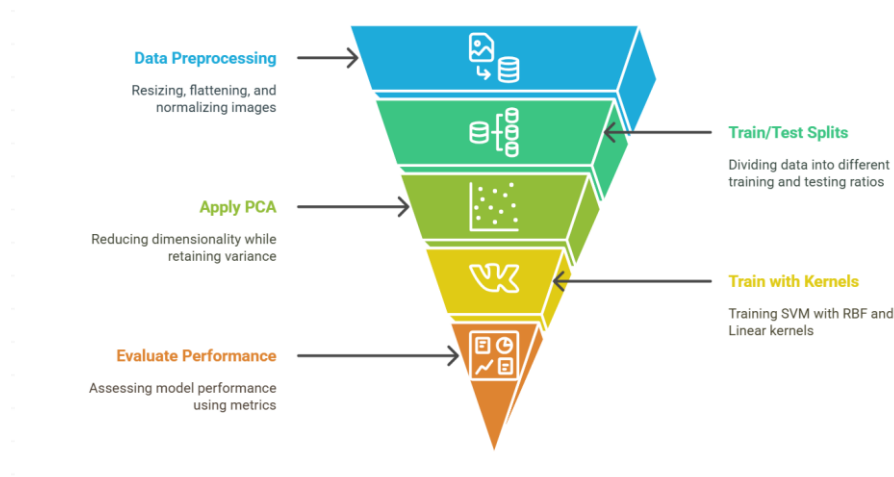 Data Preprocessing
Resizing, flattening, and
normalizing images
Train/Test Splits
Dividing data into different
training and testing ratios
Apply PCA
Reducing dimensionality while
retaining variance
Train with Kernels
Training SVM with RBF and
Linear kernels
Evaluate Performance
Assessing model performance
using metrics